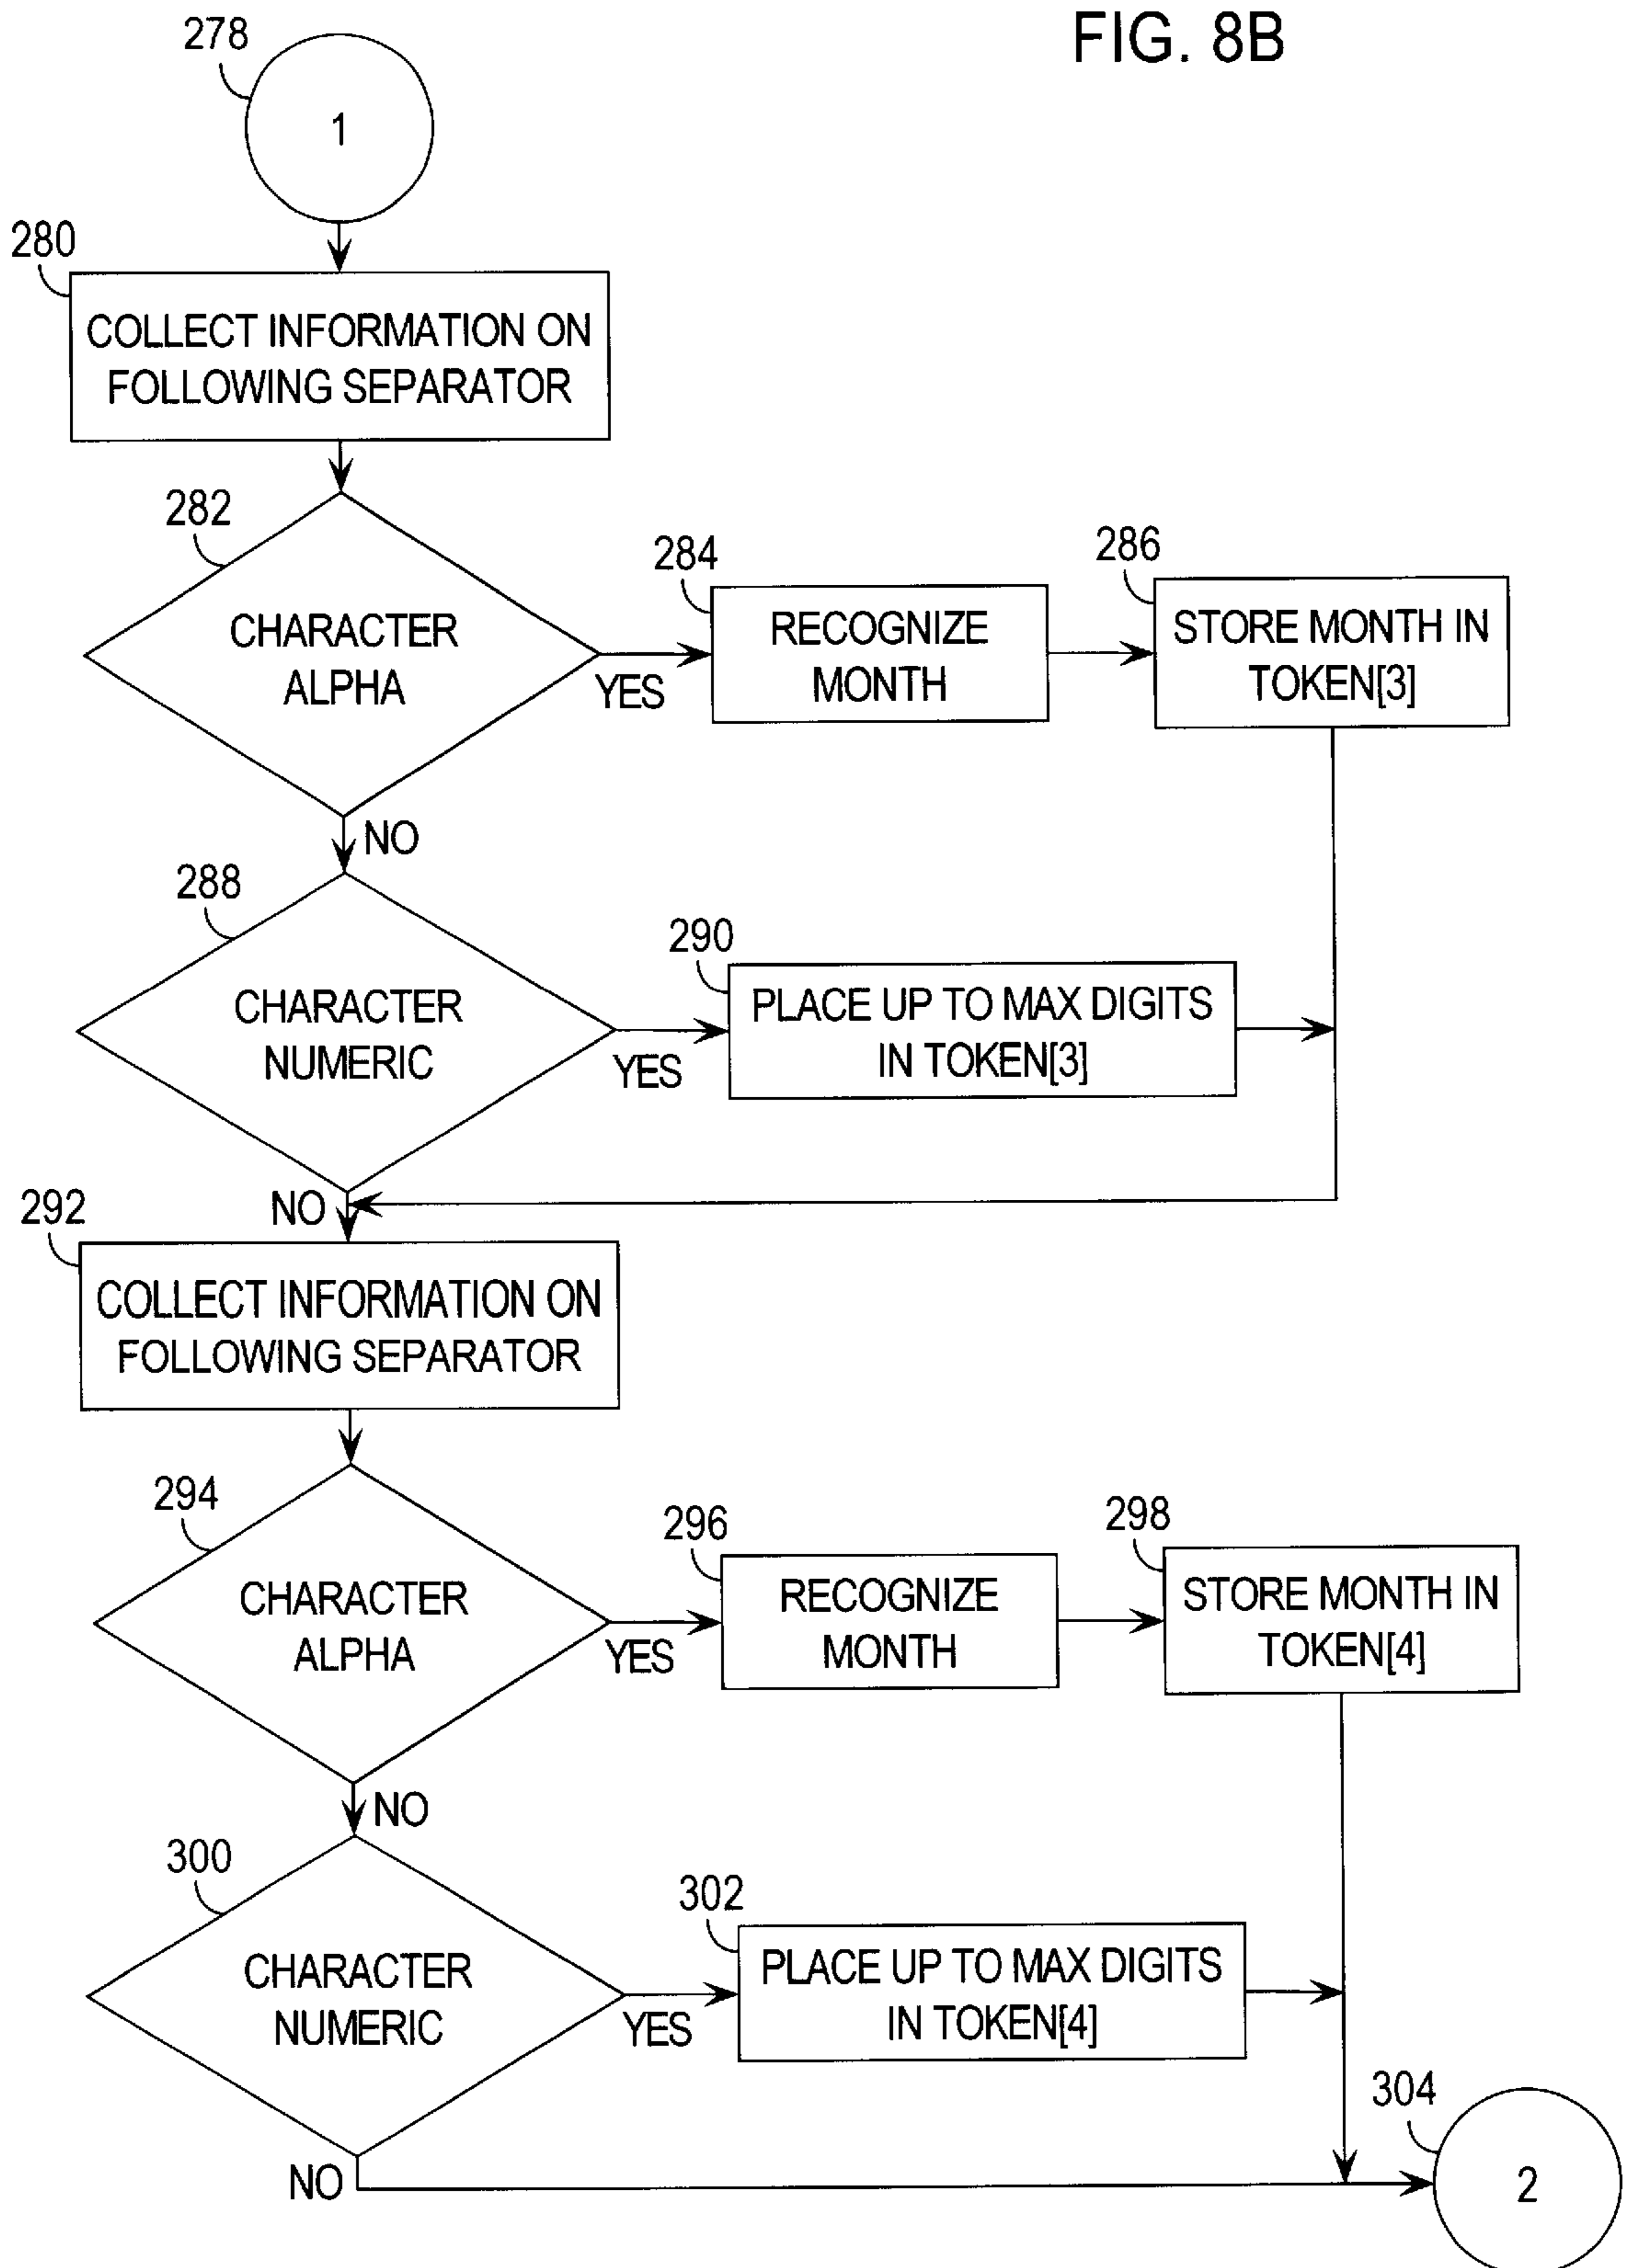 FIG. 8B
278
1
280
COLLECT INFORMATION ON
FOLLOWING SEPARATOR
282
CHARACTER
ALPHA
YES
284
RECOGNIZE
MONTH
286
STORE MONTH IN
TOKEN[3]
NO
288
CHARACTER
NUMERIC
YES
290
PLACE UP TO MAX DIGITS
IN TOKEN[3]
NO
292
COLLECT INFORMATION ON
FOLLOWING SEPARATOR
294
CHARACTER
ALPHA
YES
296
RECOGNIZE
MONTH
298
STORE MONTH IN
TOKEN[4]
NO
300
CHARACTER
NUMERIC
YES
302
PLACE UP TO MAX DIGITS
IN TOKEN[4]
NO
304
2